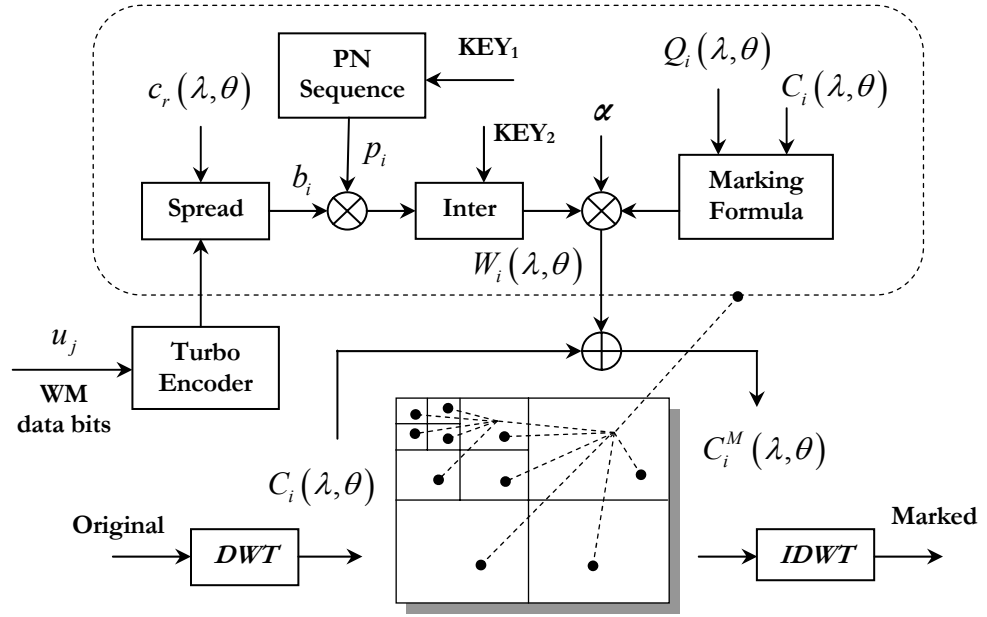 PN
Sequence
KEY₁
Q_i(λ,θ)
c_r(λ,θ)
C_i(λ,θ)
α
KEY₂
p_i
b_i
Spread
Inter
Marking
Formula
W_i(λ,θ)
u_j
Turbo
Encoder
WM
data bits
C_i(λ,θ)
C_i^M(λ,θ)
Original
Marked
DWT
IDWT